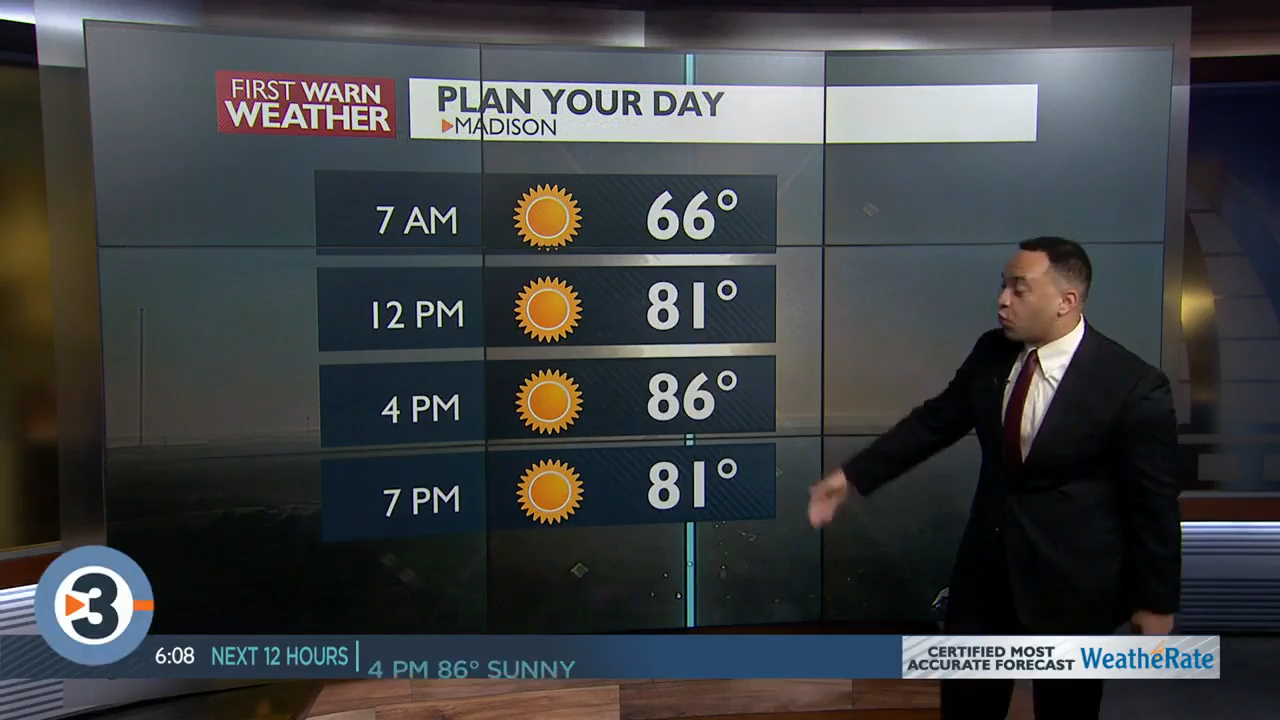 FIRST WARN
WEATHER
PLAN YOUR DAY
MADISON
7 AM 66°
12 PM 81°
4 PM 86°
7 PM 81°
3
6:08 NEXT 12 HOURS 4 PM 86° SUNNY
CERTIFIED MOST
ACCURATE FORECAST
WeatheRate